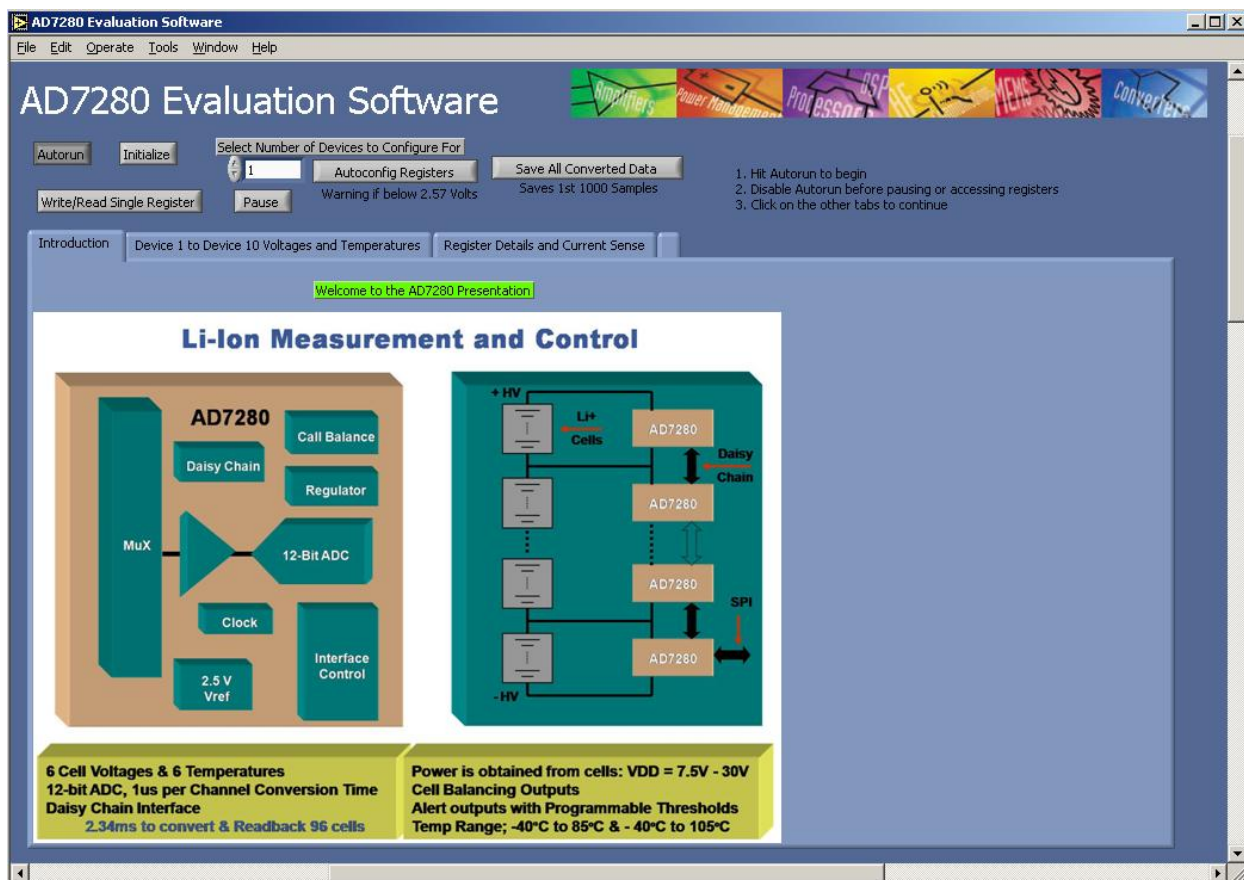 AD7280 Evaluation Software
File Edit Operate Tools Window Help
AD7280 Evaluation Software
Amplifiers
Power Management
Processors
DSP
RF
MEMS
Converters
Autorun
Initialize
Select Number of Devices to Configure For
1
Autoconfig Registers
Warning if below 2.57 Volts
Save All Converted Data
Saves 1st 1000 Samples
Write/Read Single Register
Pause
1. Hit Autorun to begin
2. Disable Autorun before pausing or accessing registers
3. Click on the other tabs to continue
Introduction
Device 1 to Device 10 Voltages and Temperatures
Register Details and Current Sense
Welcome to the AD7280 Presentation
Li-Ion Measurement and Control
AD7280
Call Balance
Daisy Chain
Regulator
MuX
12-Bit ADC
Clock
Interface
Control
2.5 V
Vref
+ HV
Li+
Cells
AD7280
Daisy
Chain
AD7280
AD7280
SPI
AD7280
- HV
6 Cell Voltages & 6 Temperatures
12-bit ADC, 1us per Channel Conversion Time
Daisy Chain Interface
2.34ms to convert & Readback 96 cells
Power is obtained from cells: VDD = 7.5V - 30V
Cell Balancing Outputs
Alert outputs with Programmable Thresholds
Temp Range; -40°C to 85°C & - 40°C to 105°C